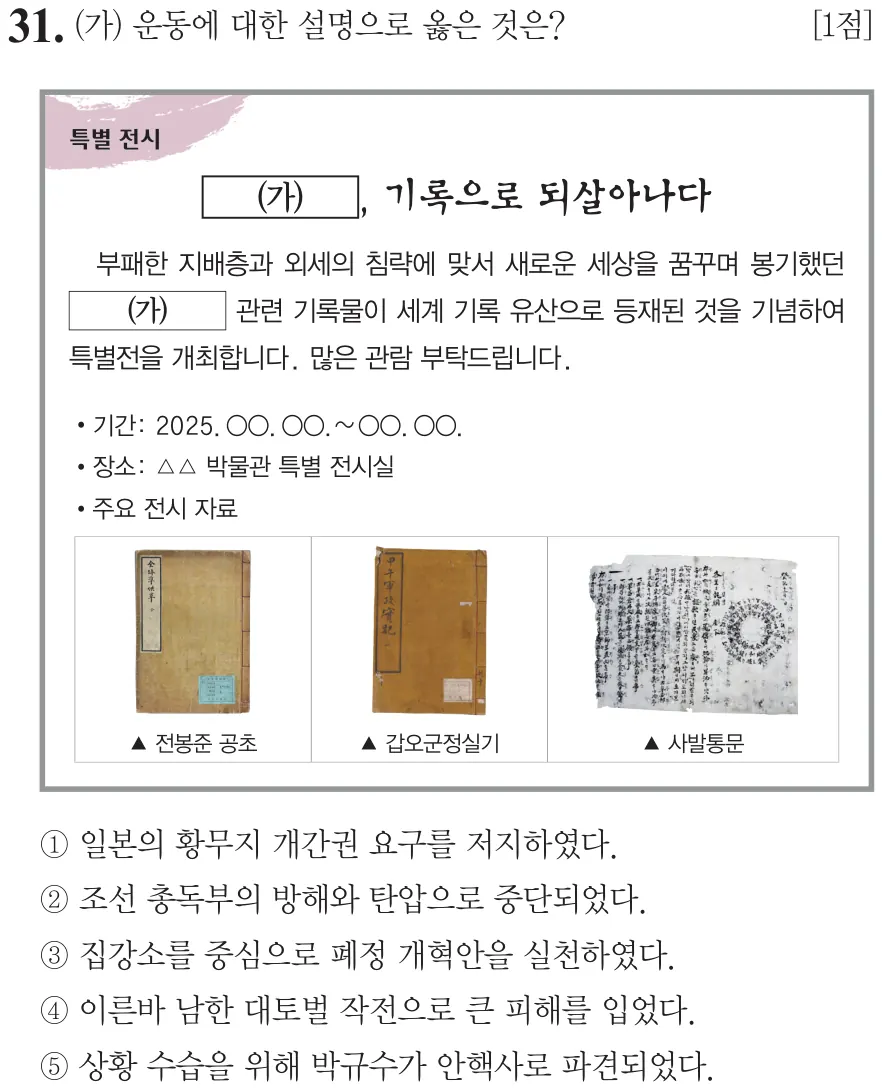 31. (가) 운동에 대한 설명으로 옳은 것은? [1점]
특별 전시
(가), 기록으로 되살아나다
부패한 지배층과 외세의 침략에 맞서 새로운 세상을 꿈꾸며 봉기했던
(가) 관련 기록물이 세계 기록 유산으로 등재된 것을 기념하여
특별전을 개최합니다. 많은 관람 부탁드립니다.
• 기간: 2025. ○○. ○○.~○○. ○○.
• 장소: △△ 박물관 특별 전시실
• 주요 전시 자료
▲ 전봉준 공초 ▲ 갑오군정실기 ▲ 사발통문
① 일본의 황무지 개간권 요구를 저지하였다.
② 조선 총독부의 방해와 탄압으로 중단되었다.
③ 집강소를 중심으로 폐정 개혁안을 실천하였다.
④ 이른바 남한 대토벌 작전으로 큰 피해를 입었다.
⑤ 상황 수습을 위해 박규수가 안핵사로 파견되었다.